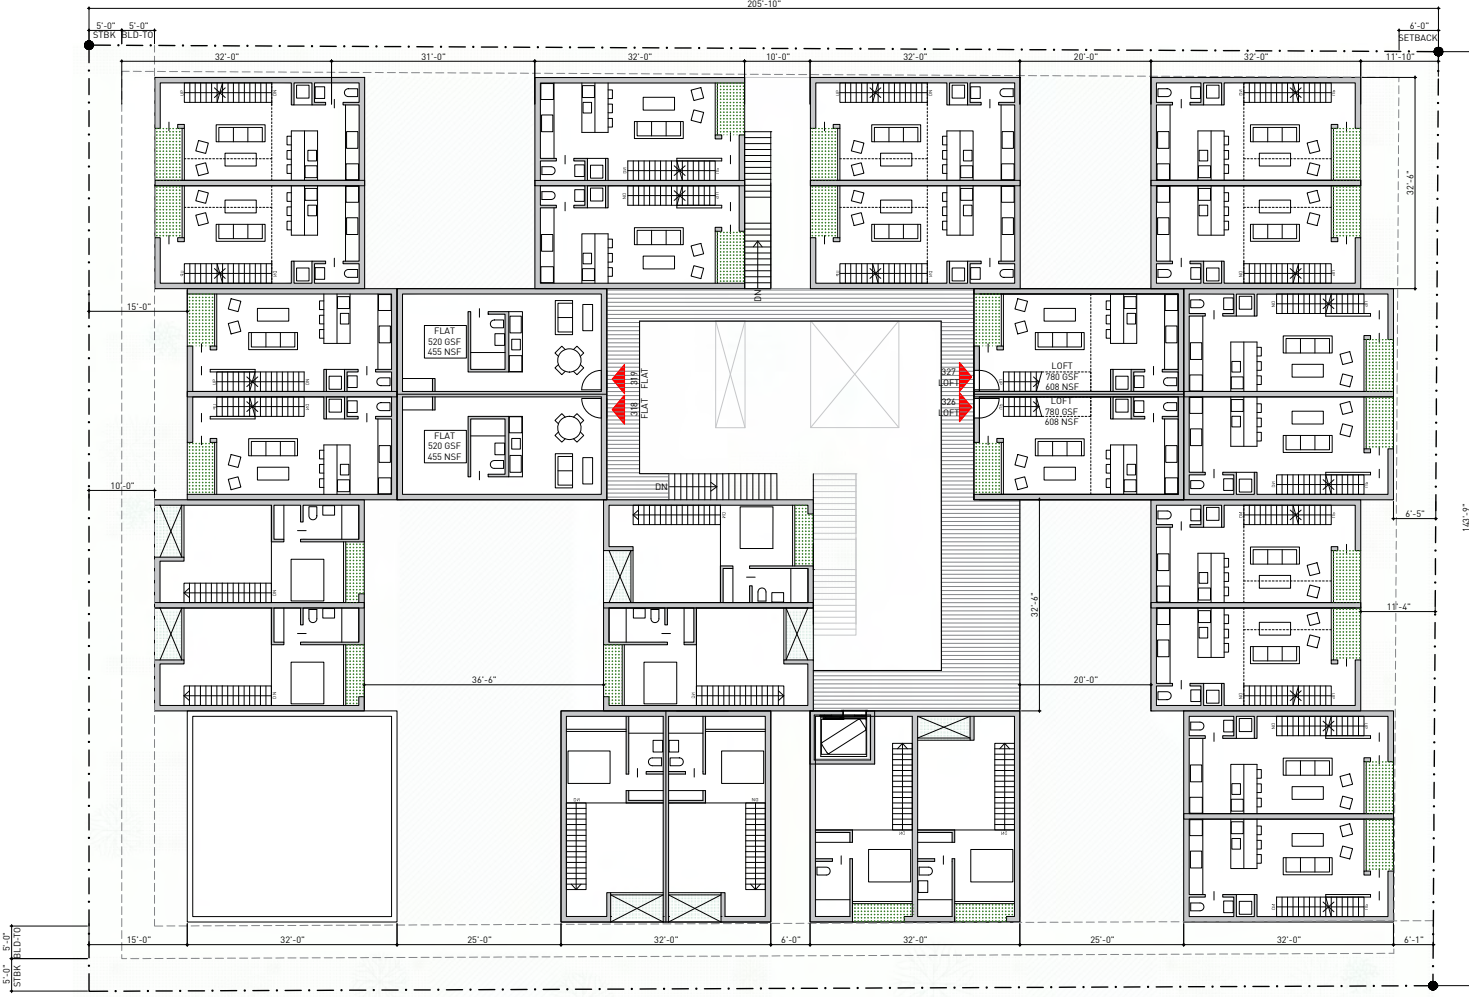 205'-10"
5'-0" 5'-0" 6'-0"
STBK BLD-TO SETBACK
32'-0" 31'-0" 32'-0" 10'-0" 32'-0" 20'-0" 32'-0" 11'-10"
32'-6"
DN
15'-0"
FLAT
520 GSF
455 NSF
319
FLAT
327
LOFT
LOFT
780 GSF
608 NSF
318
FLAT
326
LOFT
LOFT
780 GSF
608 NSF
FLAT
520 GSF
455 NSF
10'-0"
DN
6'-5"
143'-9"
32'-6"
11'-4"
36'-6"
20'-0"
5'-0"
BLD-TO
15'-0" 32'-0" 25'-0" 32'-0" 6'-0" 32'-0" 25'-0" 32'-0" 6'-1"
5'-0"
STBK